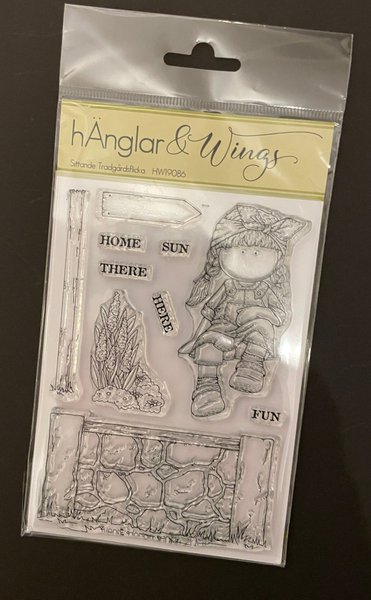 hÄnglar & Wings
Sittande Trädgårdsflicka HW19086
HOME
SUN
THERE
HERE
FUN